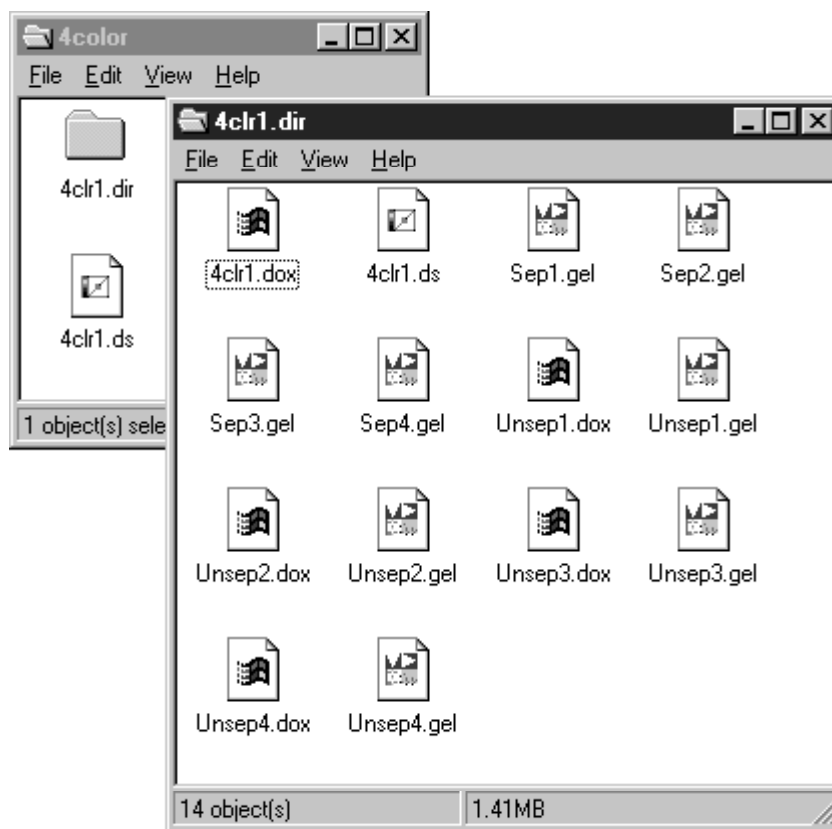 4color
File Edit View Help
4clr1.dir
4clr1.ds
1 object(s) sele
4clr1.dir
File Edit View Help
4clr1.dox 4clr1.ds Sep1.gel Sep2.gel
Sep3.gel Sep4.gel Unsep1.dox Unsep1.gel
Unsep2.dox Unsep2.gel Unsep3.dox Unsep3.gel
Unsep4.dox Unsep4.gel
14 object(s) 1.41MB